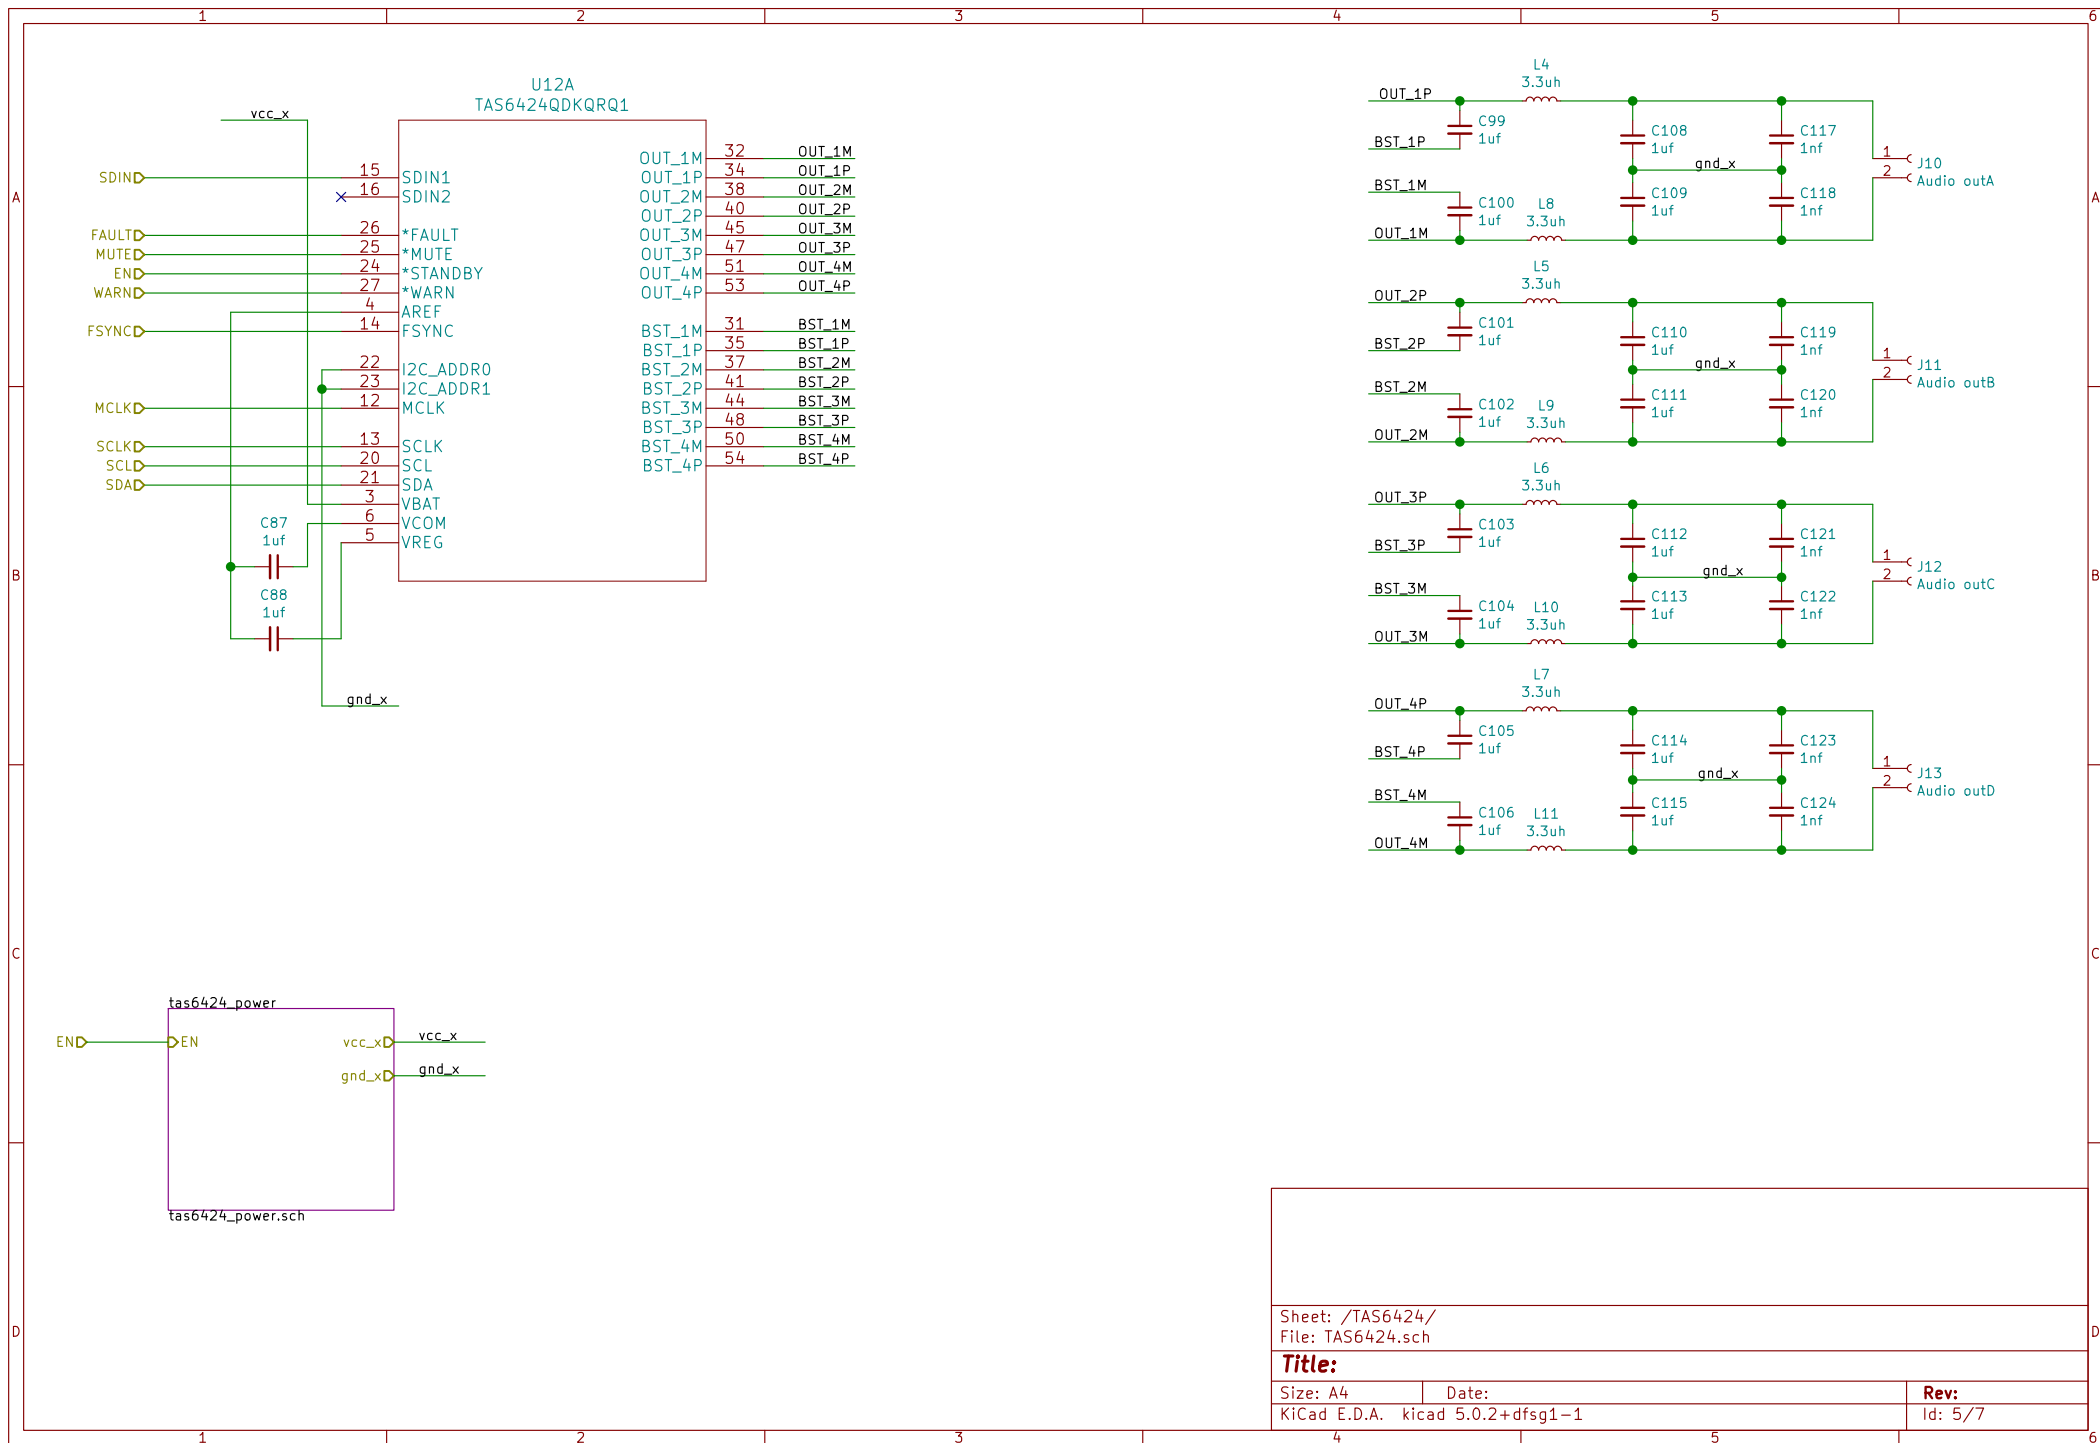 1 2 3 4 5 6
A
B
C
D
A
B
C
D
1 2 3 4 5 6
U12A
TAS6424QDKQRQ1
vcc_x
SDIN 15 SDIN1
16 SDIN2
FAULT 26 *FAULT
MUTE 25 *MUTE
EN 24 *STANDBY
WARN 27 *WARN
4 AREF
FSYNC 14 FSYNC
22 I2C_ADDR0
23 I2C_ADDR1
MCLK 12 MCLK
SCLK 13 SCLK
SCL 20 SCL
SDA 21 SDA
3 VBAT
6 VCOM
5 VREG
OUT_1M 32 OUT_1M
OUT_1P 34 OUT_1P
OUT_2M 38 OUT_2M
OUT_2P 40 OUT_2P
OUT_3M 45 OUT_3M
OUT_3P 47 OUT_3P
OUT_4M 51 OUT_4M
OUT_4P 53 OUT_4P
BST_1M 31 BST_1M
BST_1P 35 BST_1P
BST_2M 37 BST_2M
BST_2P 41 BST_2P
BST_3M 44 BST_3M
BST_3P 48 BST_3P
BST_4M 50 BST_4M
BST_4P 54 BST_4P
C87
1uf
C88
1uf
gnd_x
L4
3.3uh
OUT_1P
C99
1uf
BST_1P
BST_1M
C100
1uf
L8
3.3uh
OUT_1M
C108
1uf
C117
1nf
gnd_x
C109
1uf
C118
1nf
1
2
J10
Audio outA
L5
3.3uh
OUT_2P
C101
1uf
BST_2P
BST_2M
C102
1uf
L9
3.3uh
OUT_2M
C110
1uf
C119
1nf
gnd_x
C111
1uf
C120
1nf
1
2
J11
Audio outB
L6
3.3uh
OUT_3P
C103
1uf
BST_3P
BST_3M
C104
1uf
L10
3.3uh
OUT_3M
C112
1uf
C121
1nf
gnd_x
C113
1uf
C122
1nf
1
2
J12
Audio outC
L7
3.3uh
OUT_4P
C105
1uf
BST_4P
BST_4M
C106
1uf
L11
3.3uh
OUT_4M
C114
1uf
C123
1nf
gnd_x
C115
1uf
C124
1nf
1
2
J13
Audio outD
tas6424_power
EN EN vcc_x vcc_x
gnd_x gnd_x
tas6424_power.sch
Sheet: /TAS6424/
File: TAS6424.sch
Title:
Size: A4 Date: Rev:
KiCad E.D.A. kicad 5.0.2+dfsg1-1 Id: 5/7